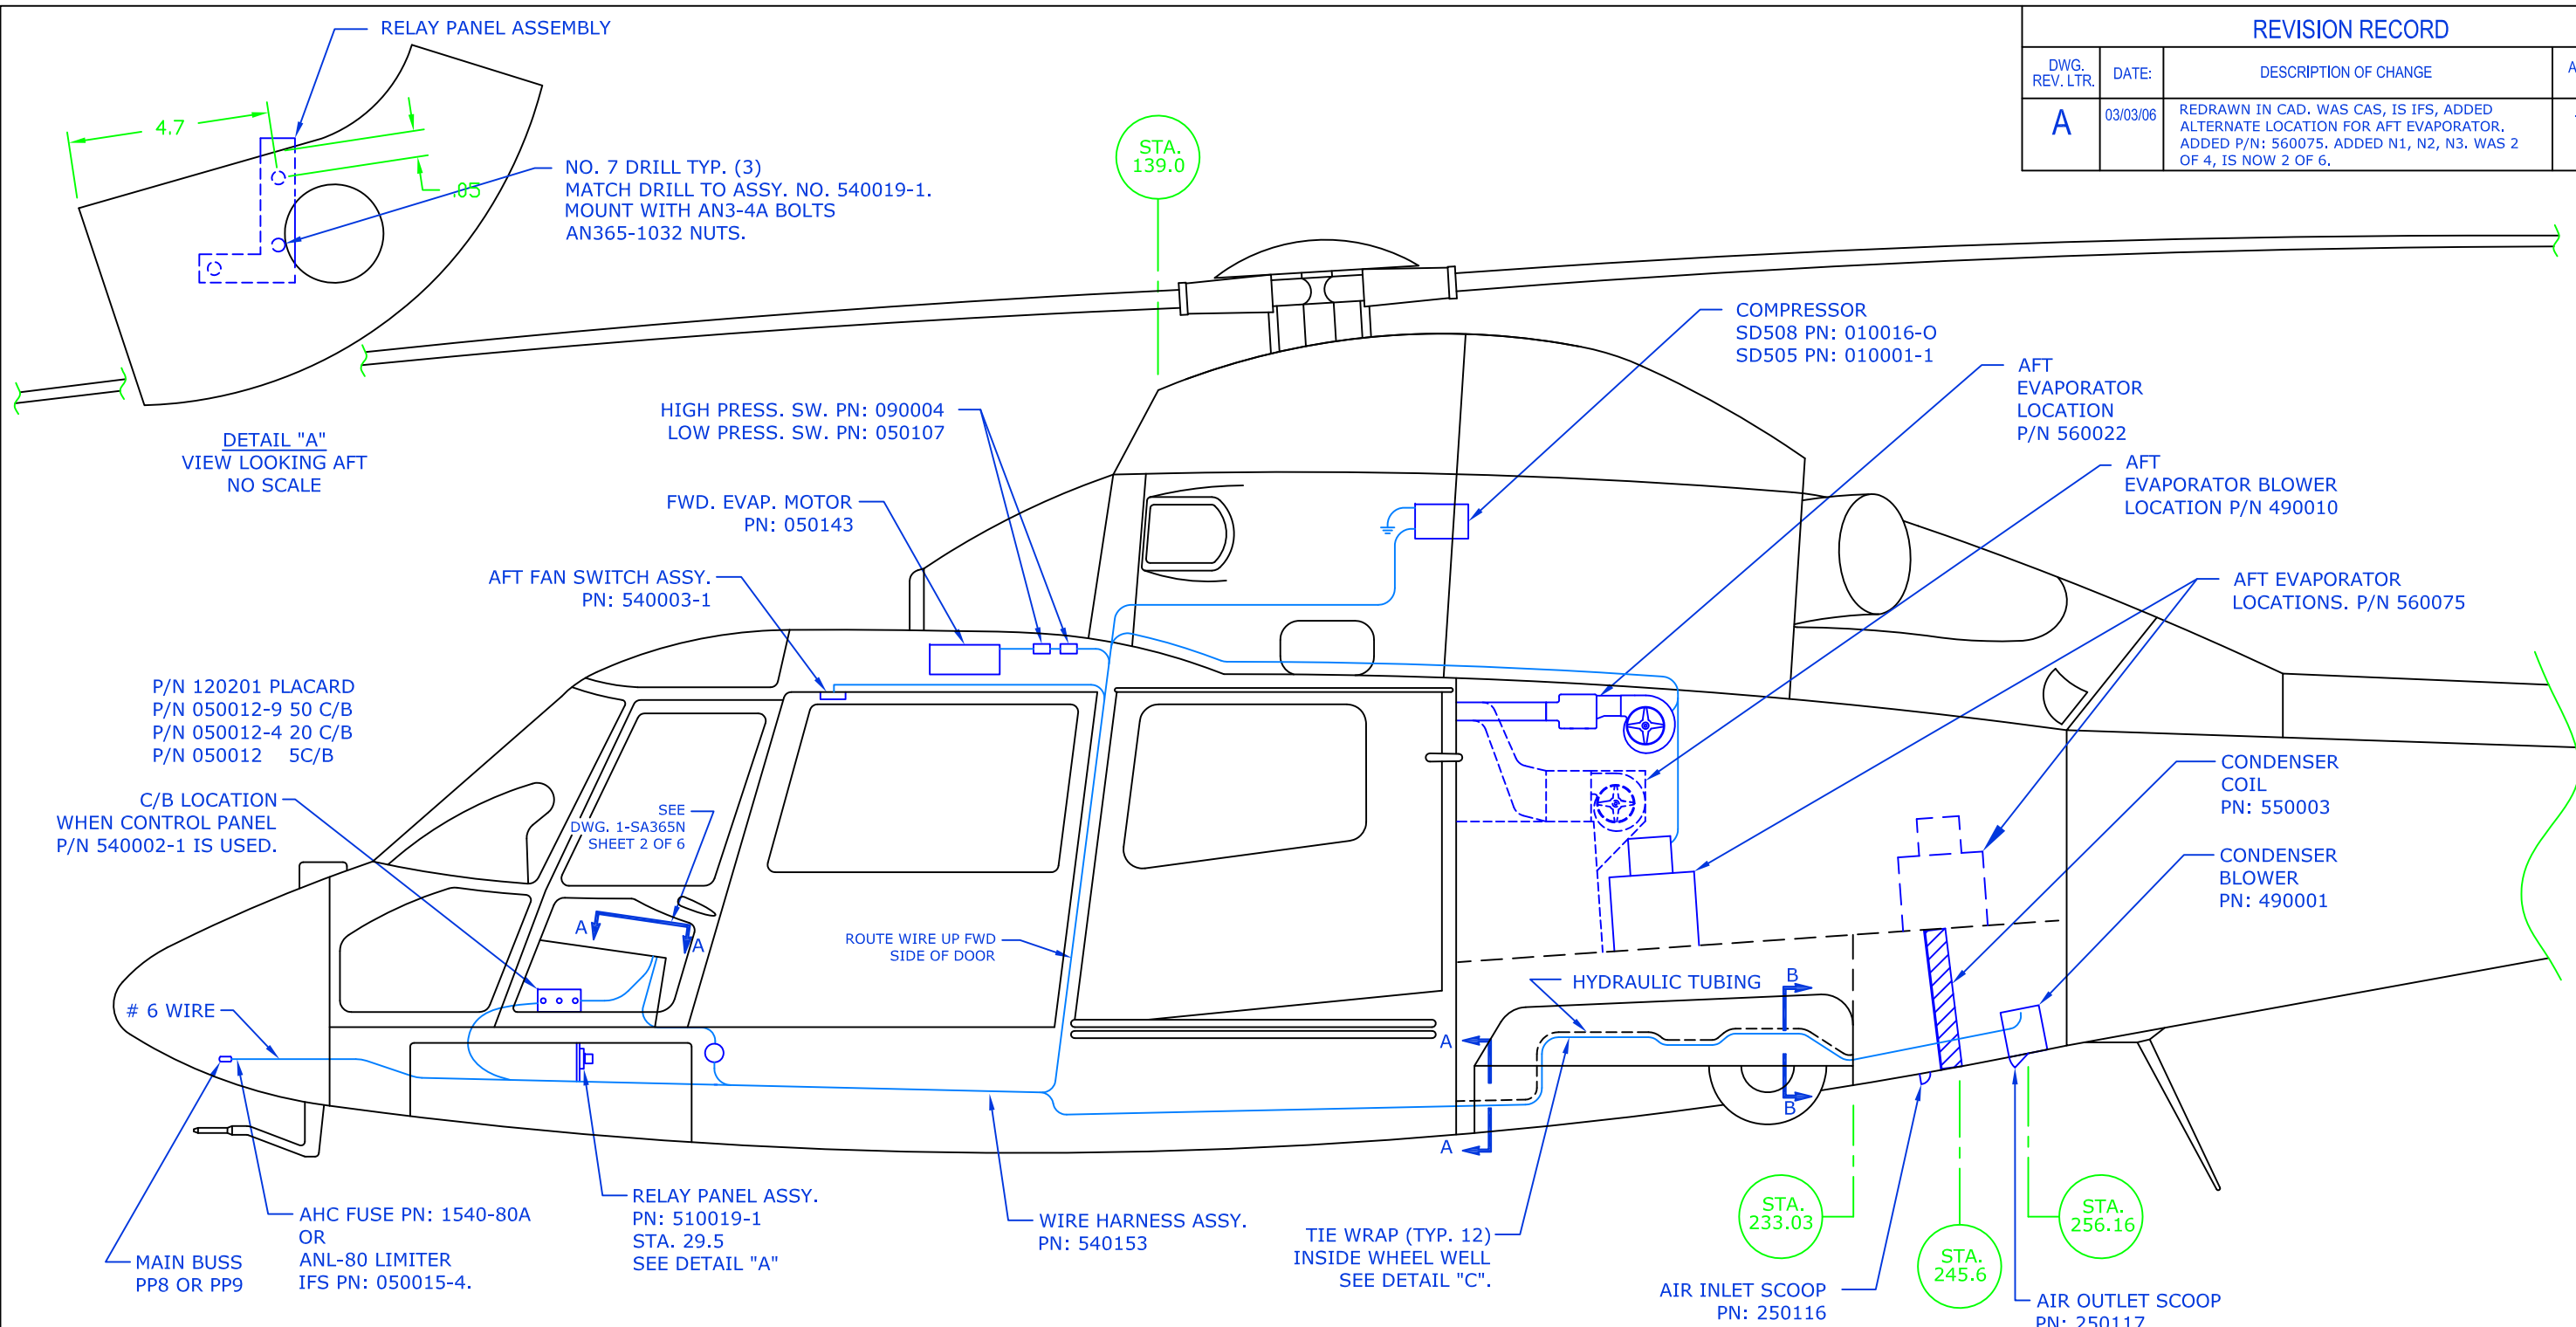 RELAY PANEL ASSEMBLY
4.7
.05
NO. 7 DRILL TYP. (3)
MATCH DRILL TO ASSY. NO. 540019-1.
MOUNT WITH AN3-4A BOLTS
AN365-1032 NUTS.
DETAIL "A"
VIEW LOOKING AFT
NO SCALE
STA.
139.0
REVISION RECORD
DWG.
REV. LTR.
DATE:
DESCRIPTION OF CHANGE
A
03/03/06
REDRAWN IN CAD. WAS CAS, IS IFS, ADDED
ALTERNATE LOCATION FOR AFT EVAPORATOR.
ADDED P/N: 560075. ADDED N1, N2, N3. WAS 2
OF 4, IS NOW 2 OF 6.
COMPRESSOR
SD508 PN: 010016-O
SD505 PN: 010001-1
AFT
EVAPORATOR
LOCATION
P/N 560022
AFT
EVAPORATOR BLOWER
LOCATION P/N 490010
AFT EVAPORATOR
LOCATIONS. P/N 560075
HIGH PRESS. SW. PN: 090004
LOW PRESS. SW. PN: 050107
FWD. EVAP. MOTOR
PN: 050143
AFT FAN SWITCH ASSY.
PN: 540003-1
P/N 120201 PLACARD
P/N 050012-9 50 C/B
P/N 050012-4 20 C/B
P/N 050012 5C/B
C/B LOCATION
WHEN CONTROL PANEL
P/N 540002-1 IS USED.
SEE
DWG. 1-SA365N
SHEET 2 OF 6
A
A
ROUTE WIRE UP FWD
SIDE OF DOOR
CONDENSER
COIL
PN: 550003
CONDENSER
BLOWER
PN: 490001
HYDRAULIC TUBING
B
B
A
A
# 6 WIRE
MAIN BUSS
PP8 OR PP9
AHC FUSE PN: 1540-80A
OR
ANL-80 LIMITER
IFS PN: 050015-4.
RELAY PANEL ASSY.
PN: 510019-1
STA. 29.5
SEE DETAIL "A"
WIRE HARNESS ASSY.
PN: 540153
TIE WRAP (TYP. 12)
INSIDE WHEEL WELL
SEE DETAIL "C".
STA.
233.03
STA.
245.6
STA.
256.16
AIR INLET SCOOP
PN: 250116
AIR OUTLET SCOOP
PN: 250117